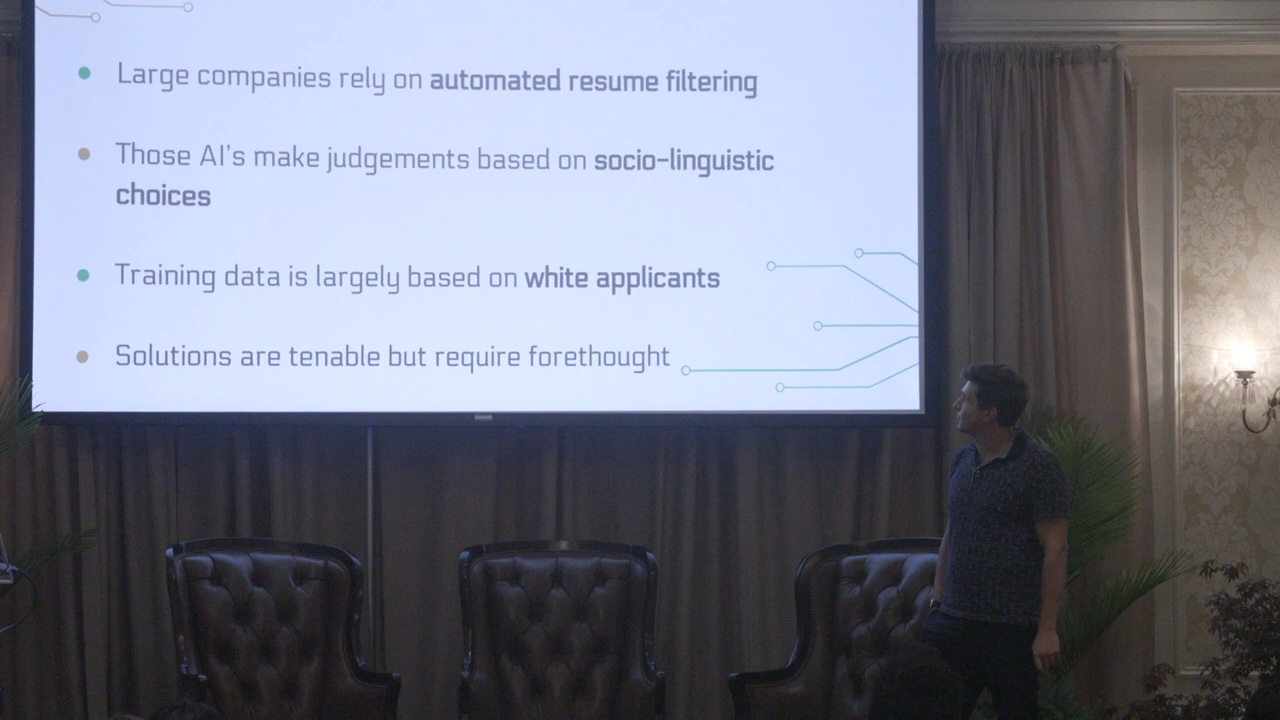 Large companies rely on automated resume filtering
Those AI's make judgements based on socio-linguistic
choices
Training data is largely based on white applicants
Solutions are tenable but require forethought